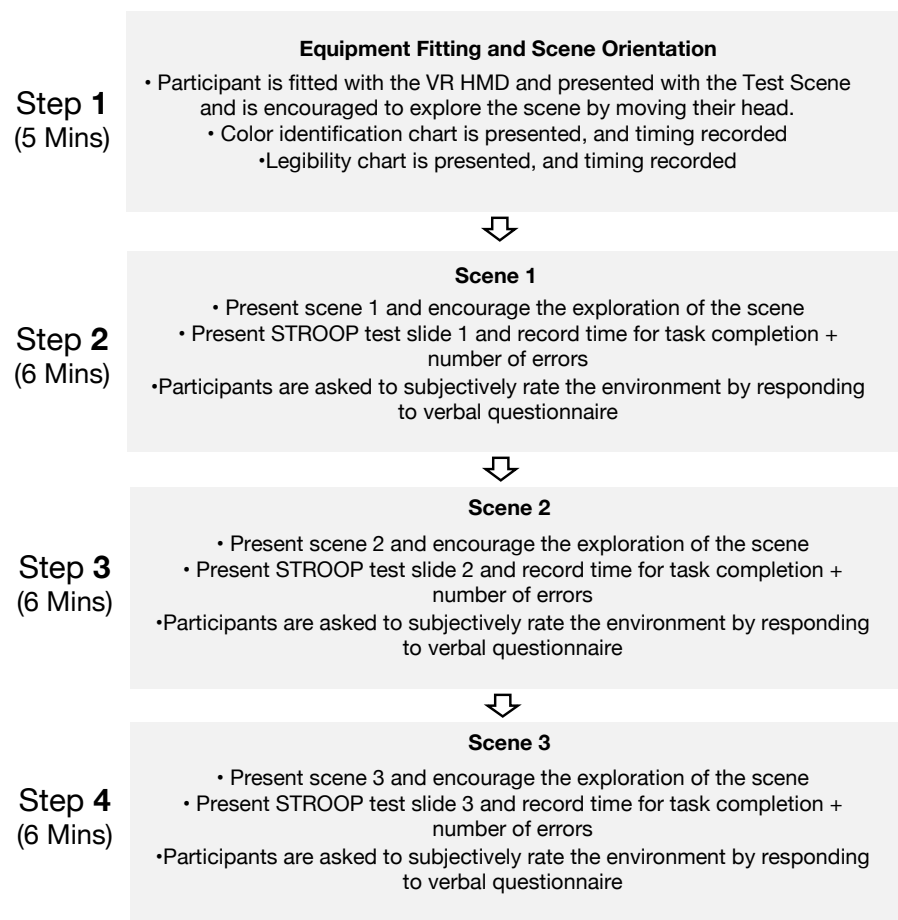 Step 1
(5 Mins)
Equipment Fitting and Scene Orientation
• Participant is fitted with the VR HMD and presented with the Test Scene
and is encouraged to explore the scene by moving their head.
• Color identification chart is presented, and timing recorded
•Legibility chart is presented, and timing recorded
Step 2
(6 Mins)
Scene 1
• Present scene 1 and encourage the exploration of the scene
• Present STROOP test slide 1 and record time for task completion +
number of errors
•Participants are asked to subjectively rate the environment by responding
to verbal questionnaire
Step 3
(6 Mins)
Scene 2
• Present scene 2 and encourage the exploration of the scene
• Present STROOP test slide 2 and record time for task completion +
number of errors
•Participants are asked to subjectively rate the environment by responding
to verbal questionnaire
Step 4
(6 Mins)
Scene 3
• Present scene 3 and encourage the exploration of the scene
• Present STROOP test slide 3 and record time for task completion +
number of errors
•Participants are asked to subjectively rate the environment by responding
to verbal questionnaire